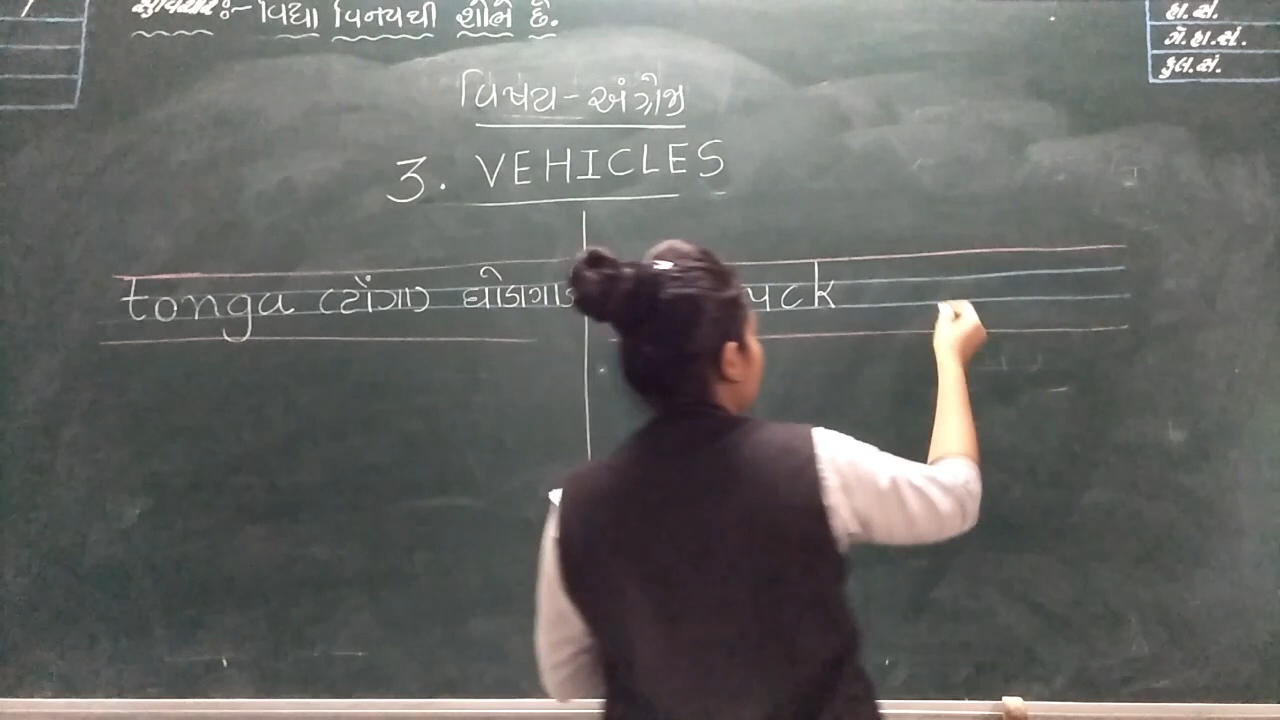 સુવિચાર :- વિદ્યા વિનયથી શોભે છે.
હા.સં.
ગે.હા.સં.
કુલ.સં.
વિષય - અંગ્રેજી
3. VEHICLES
tonga (ટોંગા) ઘોડાગાડ
uck